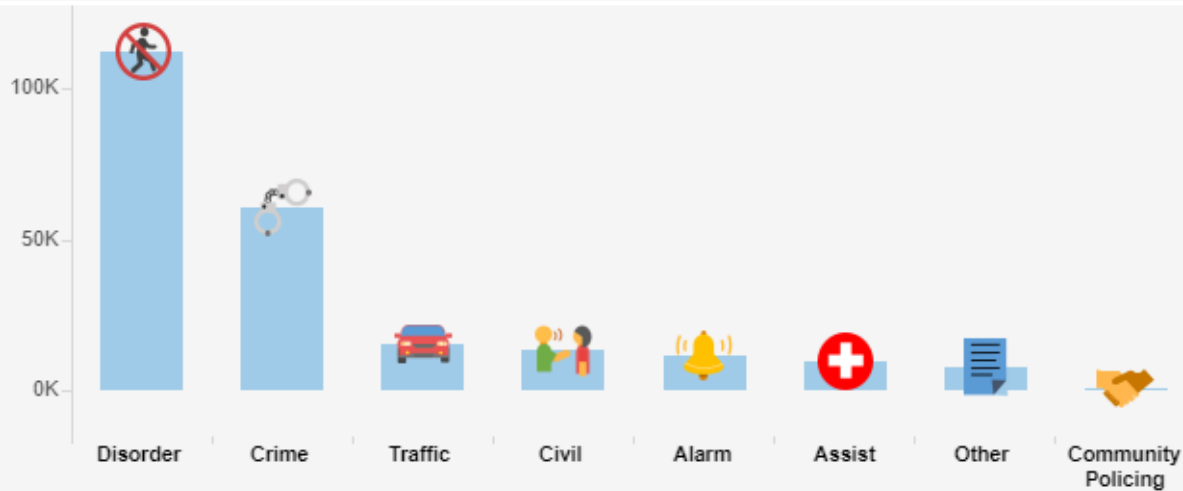 100K
50K
0K
Disorder
Crime
Traffic
Civil
Alarm
Assist
Other
Community
Policing